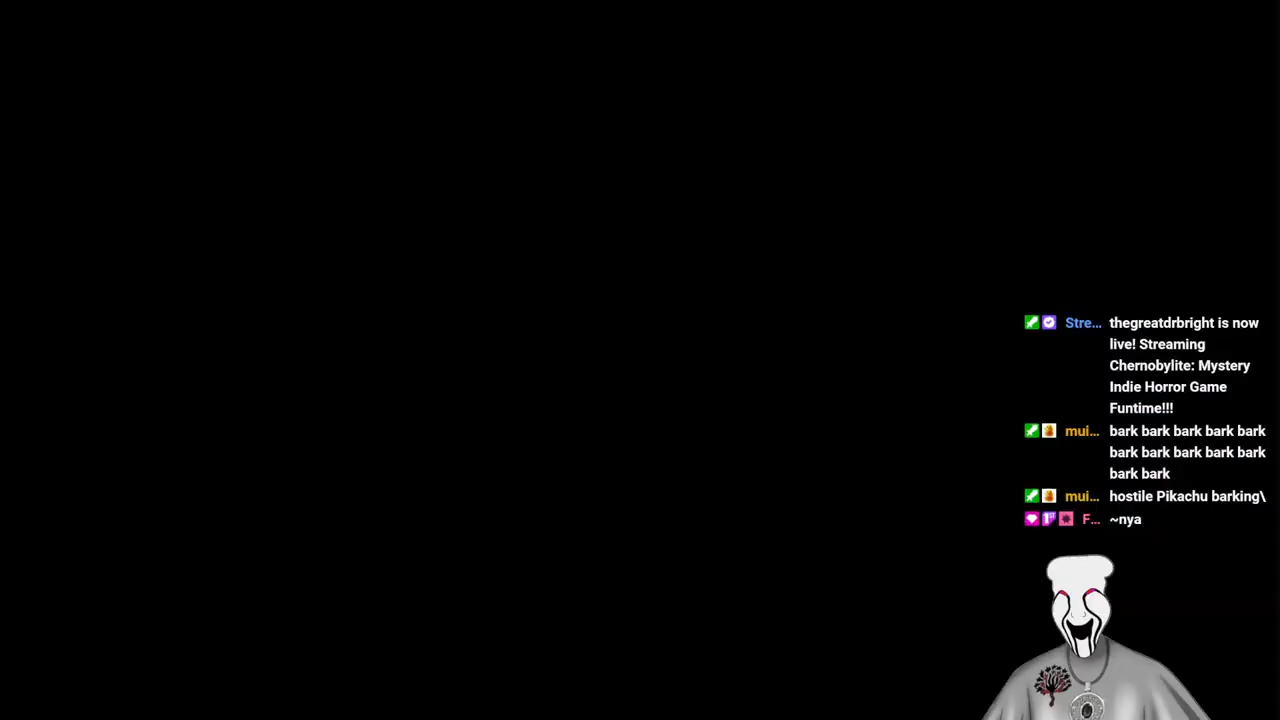 Stre... thegreatdrbright is now
live! Streaming
Chernobylite: Mystery
Indie Horror Game
Funtime!!!
mui... bark bark bark bark bark
bark bark bark bark bark
bark bark
mui... hostile Pikachu barking\
F... ~nya